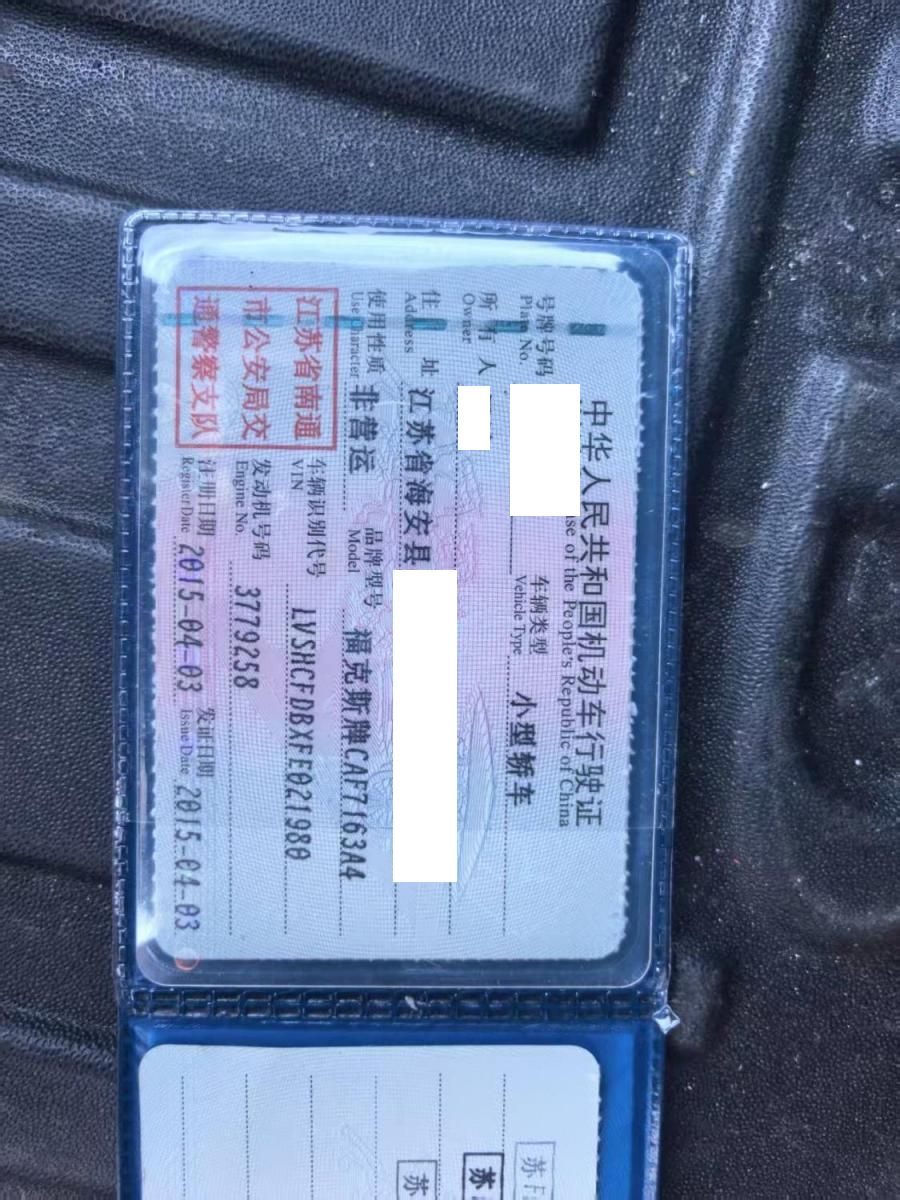 中华人民共和国机动车行驶证
se of the People's Republic of China
号牌号码
Plate No.
车辆类型 小型轿车
Vehicle Type
所有人
Owner
住址 江苏省海安县
Address
使用性质 非营运
Use Character
品牌型号 福克斯牌CAF7163A4
Model
江苏省南通
市公安局交
通警察支队
车辆识别代号 LVSHCFDBXFE021980
VIN
发动机号码 3779258
Engine No.
注册日期 2015-04-03
Register Date
发证日期 2015-04-03
Issue Date
苏
苏
苏